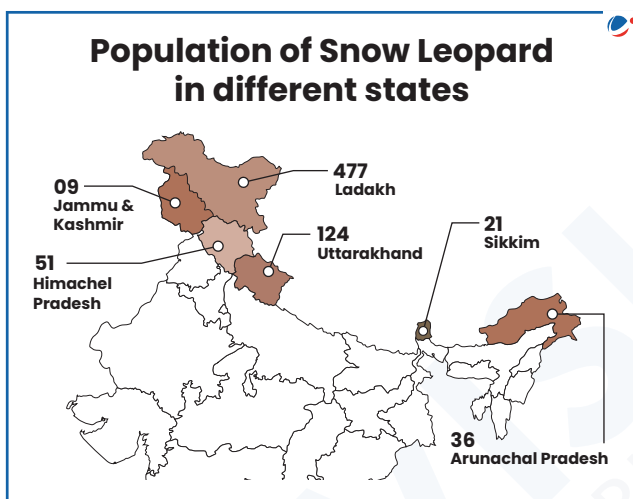 Population of Snow Leopard
in different states
477
Ladakh
09
Jammu &
Kashmir
124
Uttarakhand
21
Sikkim
51
Himachel
Pradesh
36
Arunachal Pradesh